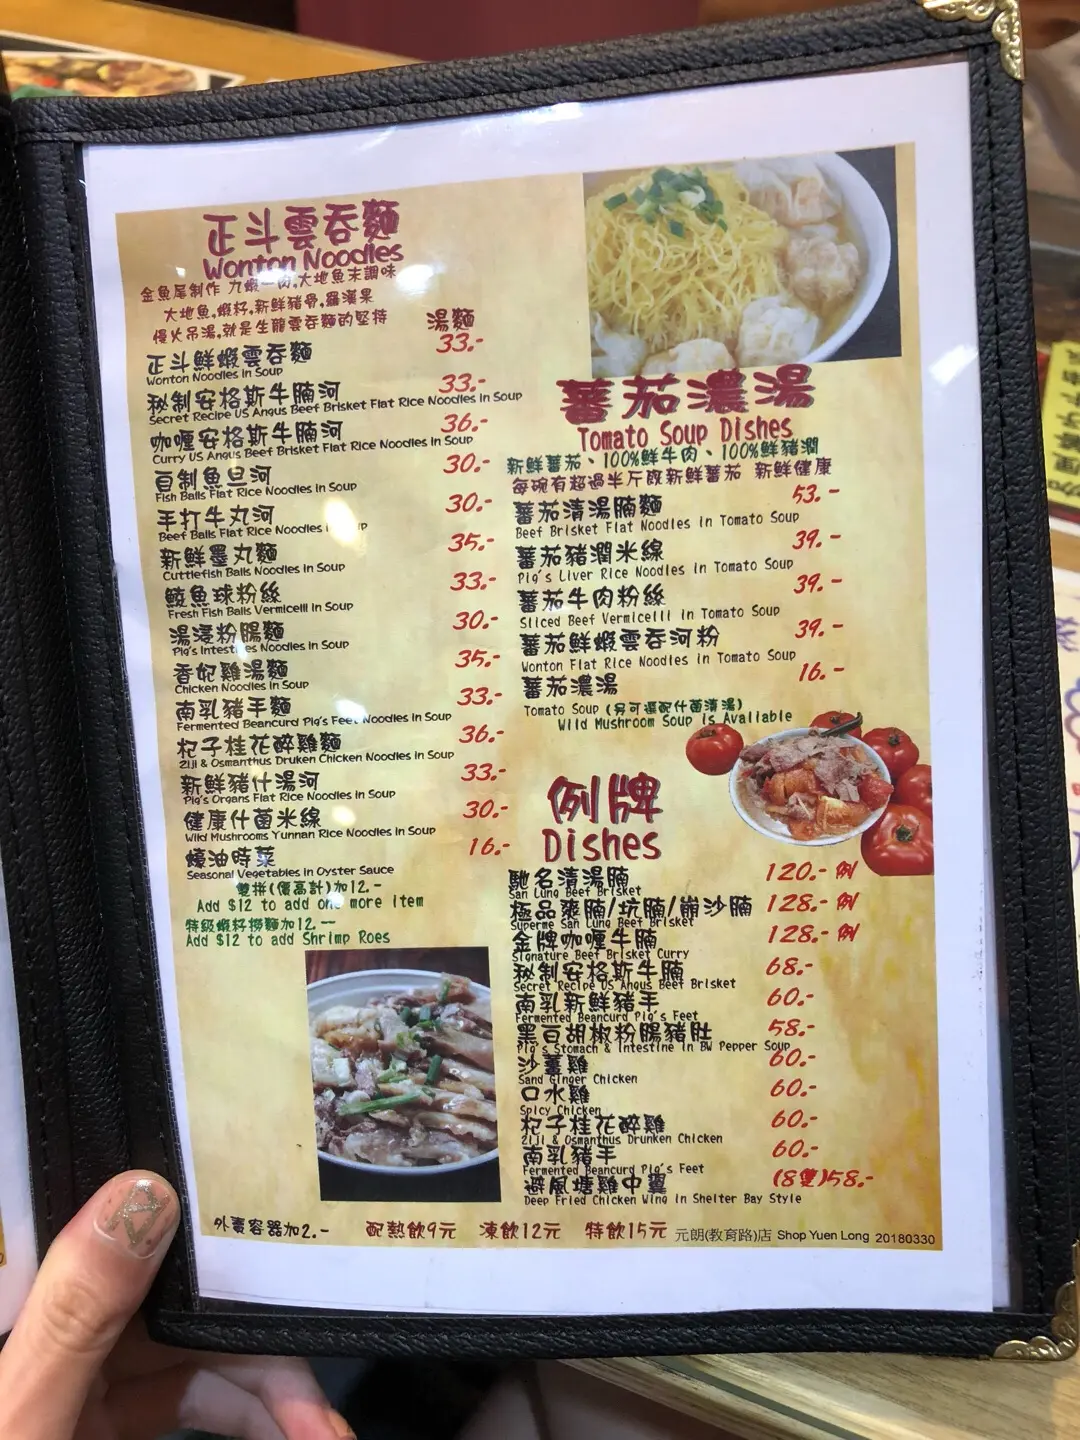 正斗雲吞麵
Wonton Noodles
金魚尾制作 九蝦一肉,大地魚末調味
大地魚,蝦籽,新鮮豬骨,羅漢果
慢火吊湯,就是生龍雲吞麵的堅持
湯麵
正斗鮮蝦雲吞麵 33.-
Wonton Noodles in Soup
秘制安格斯牛腩河 33.-
Secret Recipe US Angus Beef Brisket Flat Rice Noodles in Soup
咖喱安格斯牛腩河 36.-
Curry US Angus Beef Brisket Flat Rice Noodles in Soup
自制魚旦河 30.-
Fish Balls Flat Rice Noodles in Soup
手打牛丸河 30.-
Beef Balls Flat Rice Noodles
新鮮墨丸麵 35.-
Cuttlefish Balls Noodles in Soup
鯪魚球粉絲 33.-
Fresh Fish Balls Vermicelli in Soup
湯浸粉腸麵 30.-
Pig's Intestines Noodles in Soup
香妃雞湯麵 35.-
Chicken Noodles in Soup
南乳豬手麵 33.-
Fermented Beancurd Pig's Feet Noodles in Soup
杞子桂花醉雞麵 36.-
Ziji & Osmanthus Druken Chicken Noodles in Soup
新鮮豬什湯河 33.-
Pig's Organs Flat Rice Noodles in Soup
健康什菌米線 30.-
Wild Mushrooms Yunnan Rice Noodles in Soup
蠔油時菜 16.-
Seasonal Vegetables in Oyster Sauce
雙拼(價高計)加12.-
Add $12 to add one more item
特級蝦籽撈麵加12.-
Add $12 to add Shrimp Roes
蕃茄濃湯
Tomato Soup Dishes
新鮮蕃茄、100%鮮牛肉、100%鮮豬潤
每碗有超過半斤既新鮮蕃茄 新鮮健康
蕃茄清湯腩麵 53.-
Beef Brisket Flat Noodles in Tomato Soup
蕃茄豬潤米線 39.-
Pig's Liver Rice Noodles in Tomato Soup
蕃茄牛肉粉絲 39.-
Sliced Beef Vermicelli in Tomato Soup
蕃茄鮮蝦雲吞河粉 39.-
Wonton Flat Rice Noodles in Tomato Soup
蕃茄濃湯 16.-
Tomato Soup (另可選配什菌清湯)
Wild Mushroom Soup is Available
例牌
Dishes
馳名清湯腩 120.-例
San Lung Beef Brisket
極品爽腩/坑腩/崩沙腩 128.-例
Superme San Lung Beef Brisket
金牌咖喱牛腩 128.-例
Signature Beef Brisket Curry
秘制安格斯牛腩 68.-
Secret Recipe US Angus Beef Brisket
南乳新鮮豬手 60.-
Fermented Beancurd Pig's Feet
黑白胡椒粉腸豬肚 58.-
Pig's Stomach & Intestine in BW Pepper Soup
沙薑雞 60.-
Sand Ginger Chicken
口水雞 60.-
Spicy Chicken
杞子桂花醉雞 60.-
Ziji & Osmanthus Drunken Chicken
南乳豬手 60.-
Fermented Beancurd Pig's Feet
避風塘雞中翼 (8隻)58.-
Deep Fried Chicken Wing in Shelter Bay Style
外賣容器加2.- 配熱飲9元 凍飲12元 特飲15元 元朗(教育路)店 Shop Yuen Long 20180330